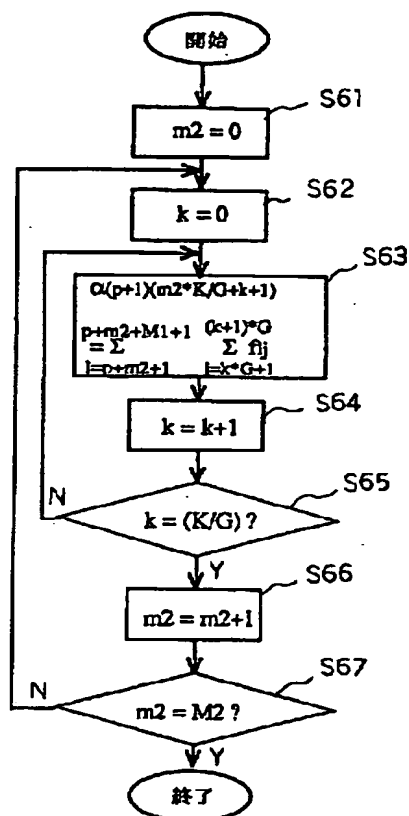 開始
S61
m2 = 0
S62
k = 0
S63
α(p+1)(m2*K/G+k+1)
p+m2+M1+1 (k+1)*G
= Σ Σ fij
i=p+m2+1 j=k*G+1
S64
k = k+1
S65
N
k = (K/G) ?
Y
S66
m2 = m2+1
S67
N
m2 = M2 ?
Y
終了